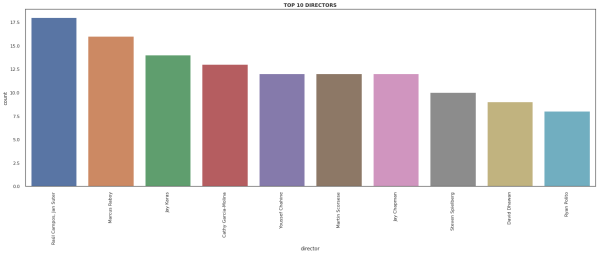 TOP 10 DIRECTORS
17.5
15.0
12.5
10.0
7.5
5.0
2.5
0.0
count
Raúl Campos, Jan Suter
Marcus Raboy
Jay Karas
Cathy Garcia-Molina
Youssef Chahine
Martin Scorsese
Jay Chapman
Steven Spielberg
David Dhawan
Ryan Polito
director